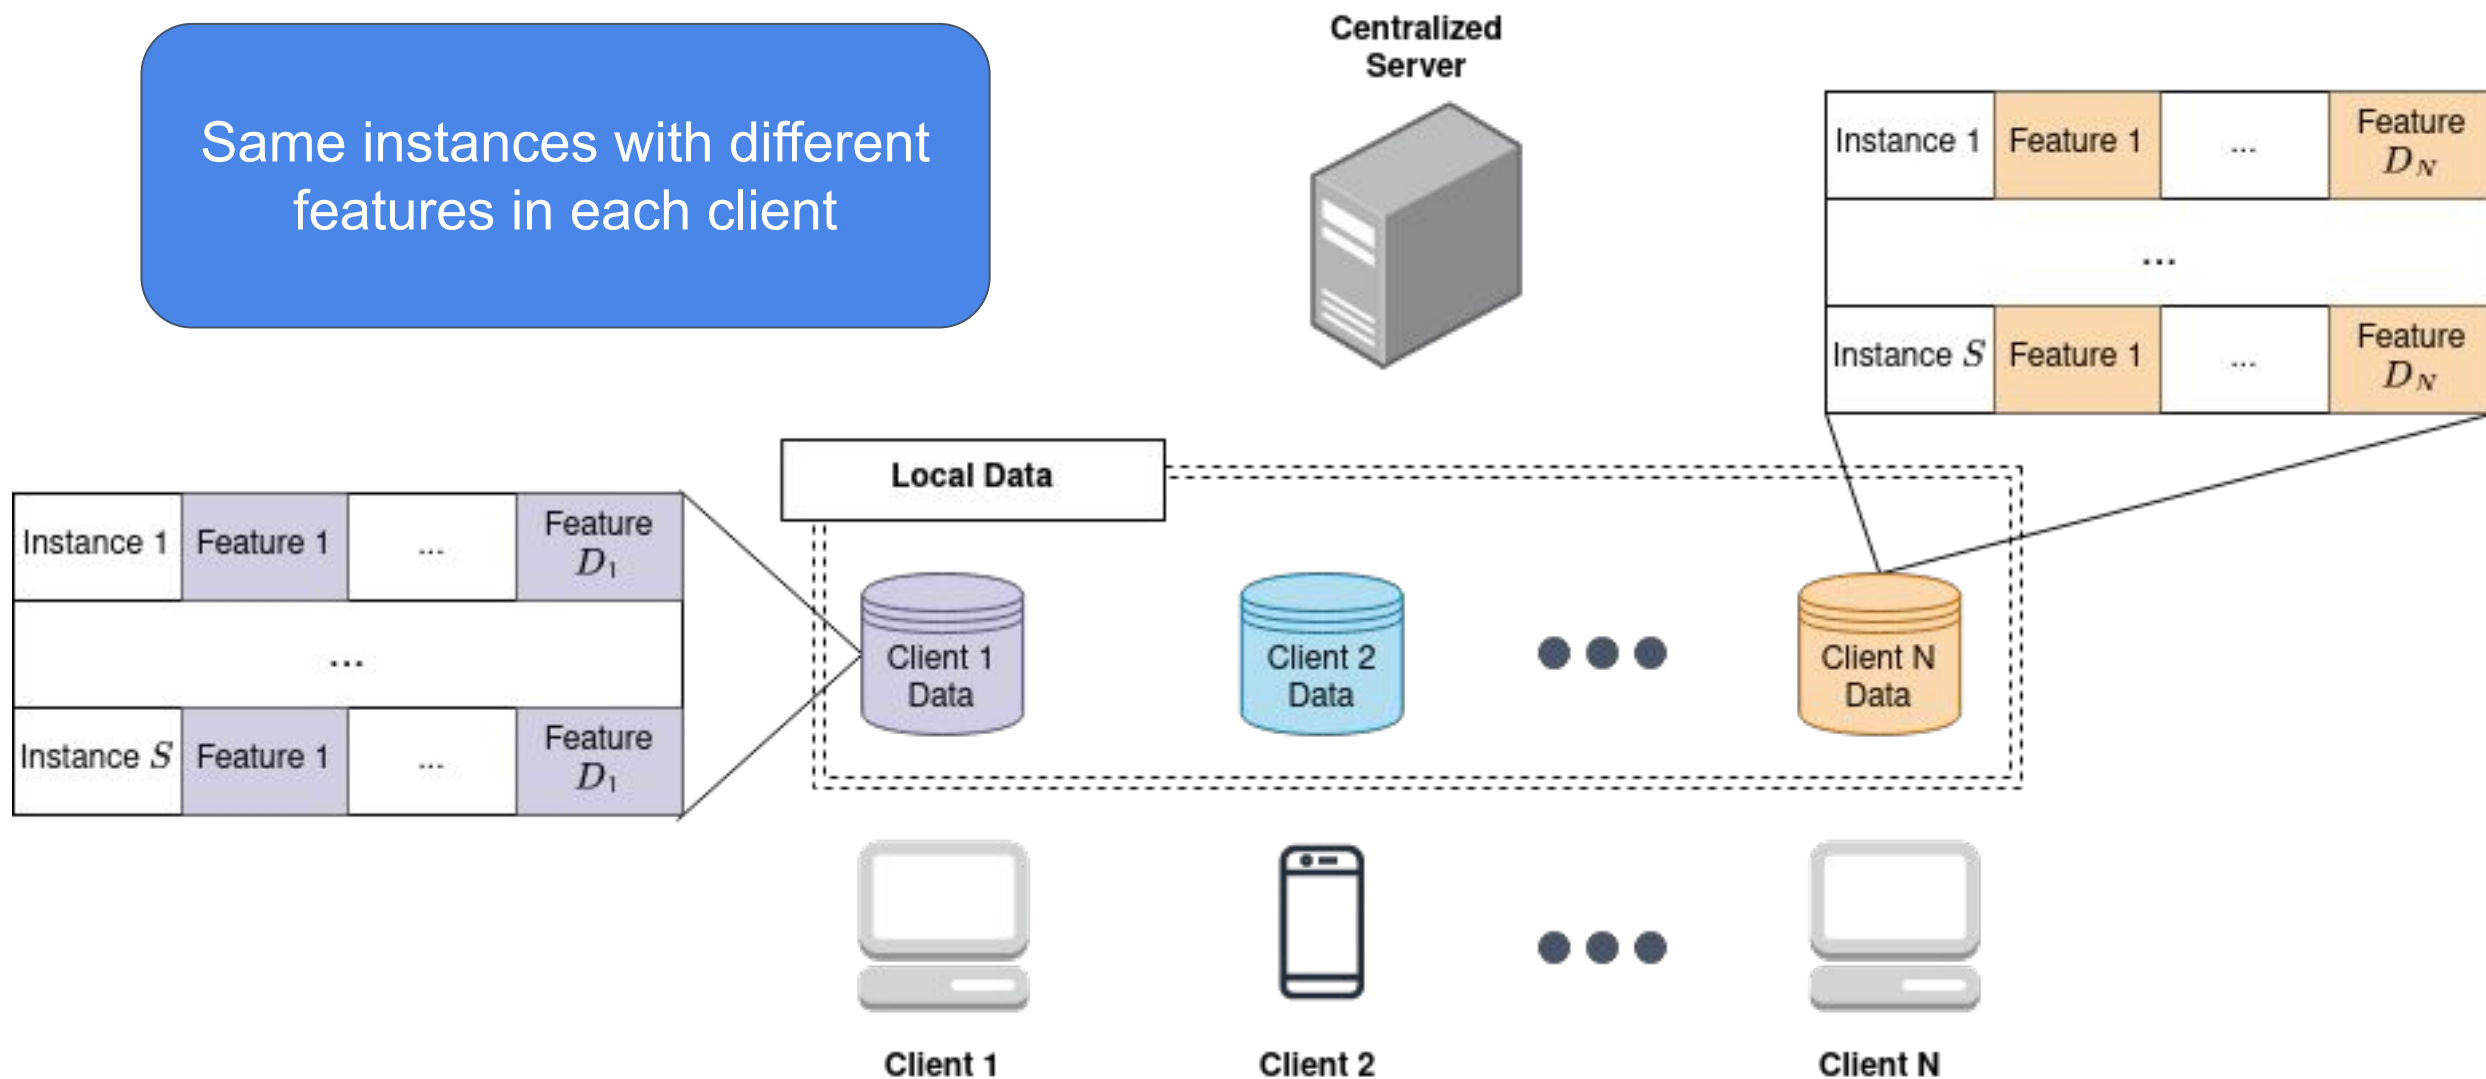 Same instances with different
features in each client
Centralized
Server
Instance 1 Feature 1 ... Feature
D_N
...
Instance S Feature 1 ... Feature
D_N
Local Data
Instance 1 Feature 1 ... Feature
D_1
...
Instance S Feature 1 ... Feature
D_1
Client 1
Data
Client 2
Data
Client N
Data
Client 1
Client 2
Client N